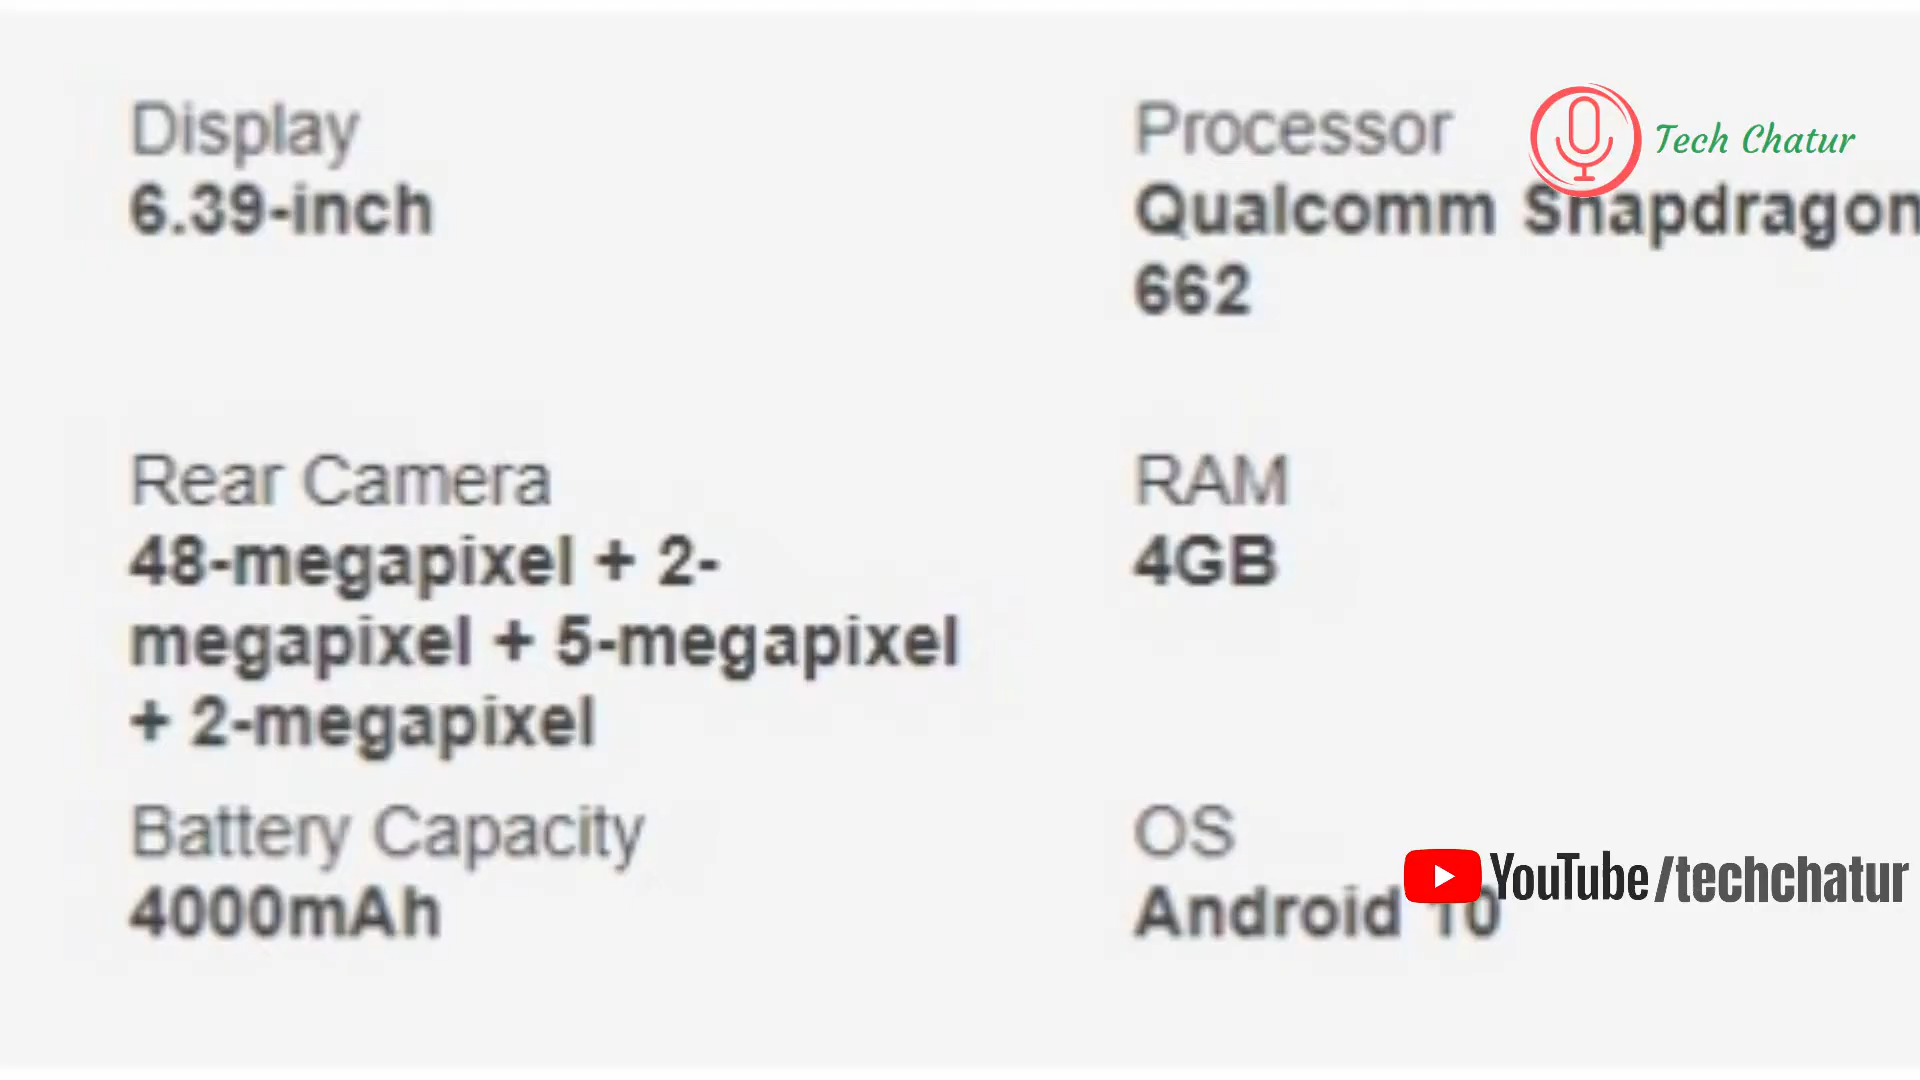 Display
6.39-inch
Processor
Qualcomm Snapdragon
662
Tech Chatur
Rear Camera
48-megapixel + 2-
megapixel + 5-megapixel
+ 2-megapixel
RAM
4GB
Battery Capacity
4000mAh
OS
Android 10
YouTube/techchatur